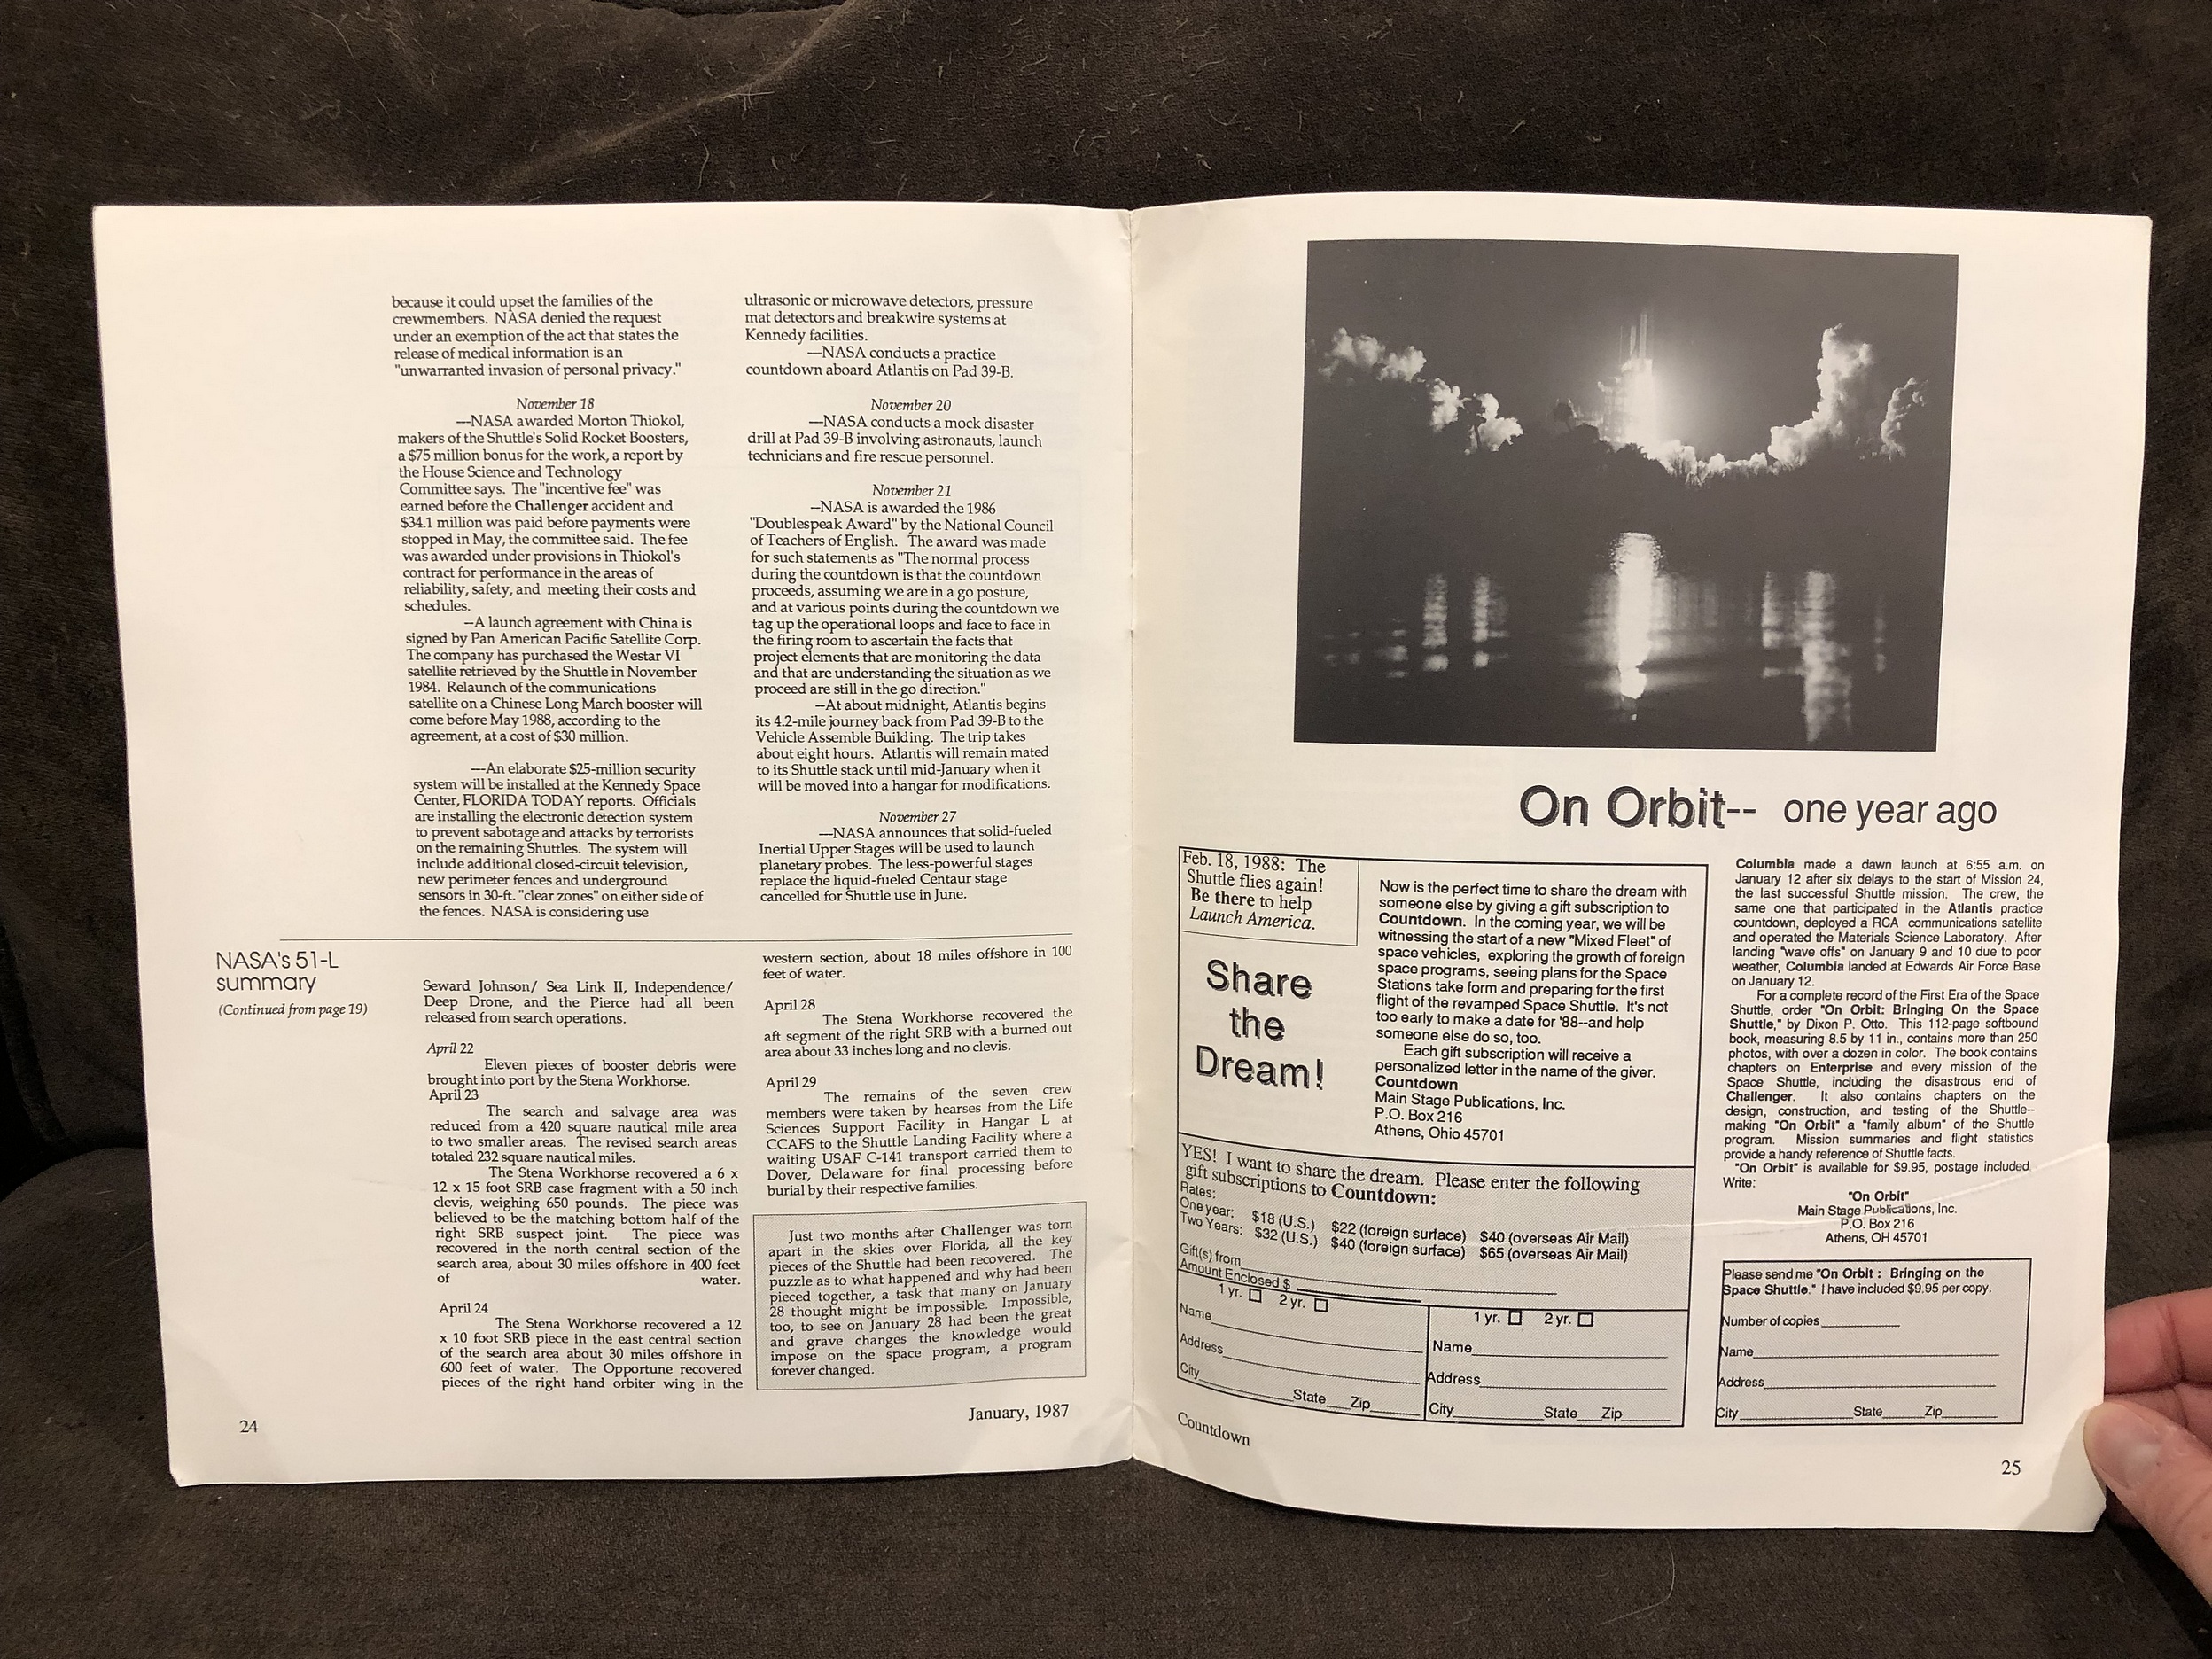 because it could upset the families of the
crewmembers. NASA denied the request
under an exemption of the act that states the
release of medical information is an
"unwarranted invasion of personal privacy."
November 18
—NASA awarded Morton Thiokol,
makers of the Shuttle's Solid Rocket Boosters,
a $75 million bonus for the work, a report by
the House Science and Technology
Committee says. The "incentive fee" was
earned before the Challenger accident and
$34.1 million was paid before payments were
stopped in May, the committee said. The fee
was awarded under provisions in Thiokol's
contract for performance in the areas of
reliability, safety, and meeting their costs and
schedules.
—A launch agreement with China is
signed by Pan American Pacific Satellite Corp.
The company has purchased the Westar VI
satellite retrieved by the Shuttle in November
1984. Relaunch of the communications
satellite on a Chinese Long March booster will
come before May 1988, according to the
agreement, at a cost of $30 million.
—An elaborate $25-million security
system will be installed at the Kennedy Space
Center, FLORIDA TODAY reports. Officials
are installing the electronic detection system
to prevent sabotage and attacks by terrorists
on the remaining Shuttles. The system will
include additional closed-circuit television,
new perimeter fences and underground
sensors in 30-ft. "clear zones" on either side of
the fences. NASA is considering use
ultrasonic or microwave detectors, pressure
mat detectors and breakwire systems at
Kennedy facilities.
—NASA conducts a practice
countdown aboard Atlantis on Pad 39-B.
November 20
—NASA conducts a mock disaster
drill at Pad 39-B involving astronauts, launch
technicians and fire rescue personnel.
November 21
—NASA is awarded the 1986
"Doublespeak Award" by the National Council
of Teachers of English. The award was made
for such statements as "The normal process
during the countdown is that the countdown
proceeds, assuming we are in a go posture,
and at various points during the countdown we
tag up the operational loops and face to face in
the firing room to ascertain the facts that
project elements that are monitoring the data
and that are understanding the situation as we
proceed are still in the go direction."
—At about midnight, Atlantis begins
its 4.2-mile journey back from Pad 39-B to the
Vehicle Assemble Building. The trip takes
about eight hours. Atlantis will remain mated
to its Shuttle stack until mid-January when it
will be moved into a hangar for modifications.
November 27
—NASA announces that solid-fueled
Inertial Upper Stages will be used to launch
planetary probes. The less-powerful stages
replace the liquid-fueled Centaur stage
cancelled for Shuttle use in June.
NASA's 51-L
summary
(Continued from page 19)
Seward Johnson/ Sea Link II, Independence/
Deep Drone, and the Pierce had all been
released from search operations.
April 22
Eleven pieces of booster debris were
brought into port by the Stena Workhorse.
April 23
The search and salvage area was
reduced from a 420 square nautical mile area
to two smaller areas. The revised search areas
totaled 232 square nautical miles.
The Stena Workhorse recovered a 6 x
12 x 15 foot SRB case fragment with a 50 inch
clevis, weighing 650 pounds. The piece was
believed to be the matching bottom half of the
right SRB suspect joint. The piece was
recovered in the north central section of the
search area, about 30 miles offshore in 400 feet
of water.
April 24
The Stena Workhorse recovered a 12
x 10 foot SRB piece in the east central section
of the search area about 30 miles offshore in
600 feet of water. The Opportune recovered
pieces of the right hand orbiter wing in the
western section, about 18 miles offshore in 100
feet of water.
April 28
The Stena Workhorse recovered the
aft segment of the right SRB with a burned out
area about 33 inches long and no clevis.
April 29
The remains of the seven crew
members were taken by hearses from the Life
Sciences Support Facility in Hangar L at
CCAFS to the Shuttle Landing Facility where a
waiting USAF C-141 transport carried them to
Dover, Delaware for final processing before
burial by their respective families.
Just two months after Challenger was torn
apart in the skies over Florida, all the key
pieces of the Shuttle had been recovered. The
puzzle as to what happened and why had been
pieced together, a task that many on January
28 thought might be impossible. Impossible,
too, to see on January 28 had been the great
and grave changes the knowledge would
impose on the space program, a program
forever changed.
24
January, 1987
On Orbit-- one year ago
Feb. 18, 1988: The
Shuttle flies again!
Be there to help
Launch America.
Share
the
Dream!
Now is the perfect time to share the dream with
someone else by giving a gift subscription to
Countdown. In the coming year, we will be
witnessing the start of a new "Mixed Fleet" of
space vehicles, exploring the growth of foreign
space programs, seeing plans for the Space
Stations take form and preparing for the first
flight of the revamped Space Shuttle. It's not
too early to make a date for '88--and help
someone else do so, too.
Each gift subscription will receive a
personalized letter in the name of the giver.
Countdown
Main Stage Publications, Inc.
P.O. Box 216
Athens, Ohio 45701
YES! I want to share the dream. Please enter the following
gift subscriptions to Countdown:
Rates:
One year: $18 (U.S.) $22 (foreign surface) $40 (overseas Air Mail)
Two Years: $32 (U.S.) $40 (foreign surface) $65 (overseas Air Mail)
Gift(s) from
Amount Enclosed $
1 yr. 2 yr.
Name
Address
City State Zip
1 yr. 2 yr.
Name
Address
City State Zip
Columbia made a dawn launch at 6:55 a.m. on
January 12 after six delays to the start of Mission 24,
the last successful Shuttle mission. The crew, the
same one that participated in the Atlantis practice
countdown, deployed a RCA communications satellite
and operated the Materials Science Laboratory. After
landing "wave offs" on January 9 and 10 due to poor
weather, Columbia landed at Edwards Air Force Base
on January 12.
For a complete record of the First Era of the Space
Shuttle, order "On Orbit: Bringing On the Space
Shuttle," by Dixon P. Otto. This 112-page softbound
book, measuring 8.5 by 11 in., contains more than 250
photos, with over a dozen in color. The book contains
chapters on Enterprise and every mission of the
Space Shuttle, including the disastrous end of
Challenger. It also contains chapters on the
design, construction, and testing of the Shuttle--
making "On Orbit" a "family album" of the Shuttle
program. Mission summaries and flight statistics
provide a handy reference of Shuttle facts.
"On Orbit" is available for $9.95, postage included.
Write:
"On Orbit"
Main Stage Publications, Inc.
P.O. Box 216
Athens, OH 45701
Please send me "On Orbit : Bringing on the
Space Shuttle." I have included $9.95 per copy.
Number of copies
Name
Address
City State Zip
Countdown
25